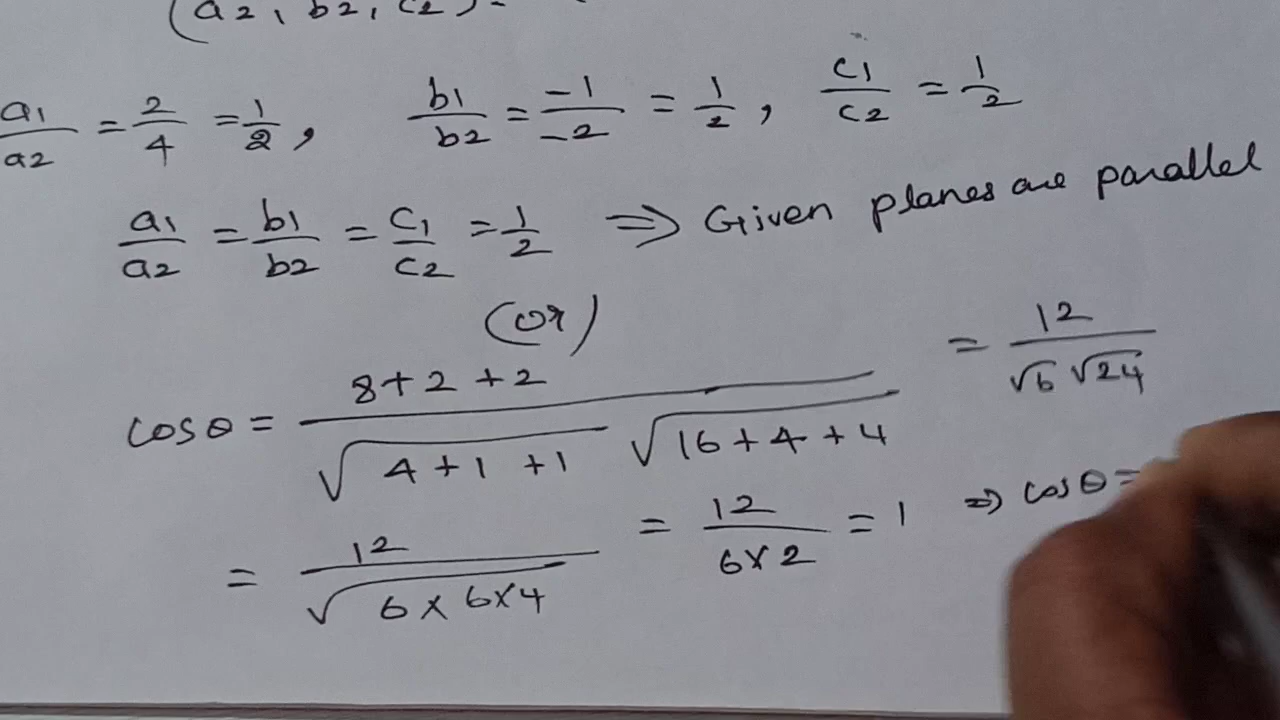 (a2, b2, c2)
a1/a2 = 2/4 = 1/2, b1/b2 = -1/-2 = 1/2, c1/c2 = 1/2
a1/a2 = b1/b2 = c1/c2 = 1/2 ⇒ Given planes are parallel
(or)
cosθ = 8+2+2/√4+1+1 √16+4+4 = 12/√6 √24
= 12/√6×6×4 = 12/6×2 = 1 ⇒ cosθ =